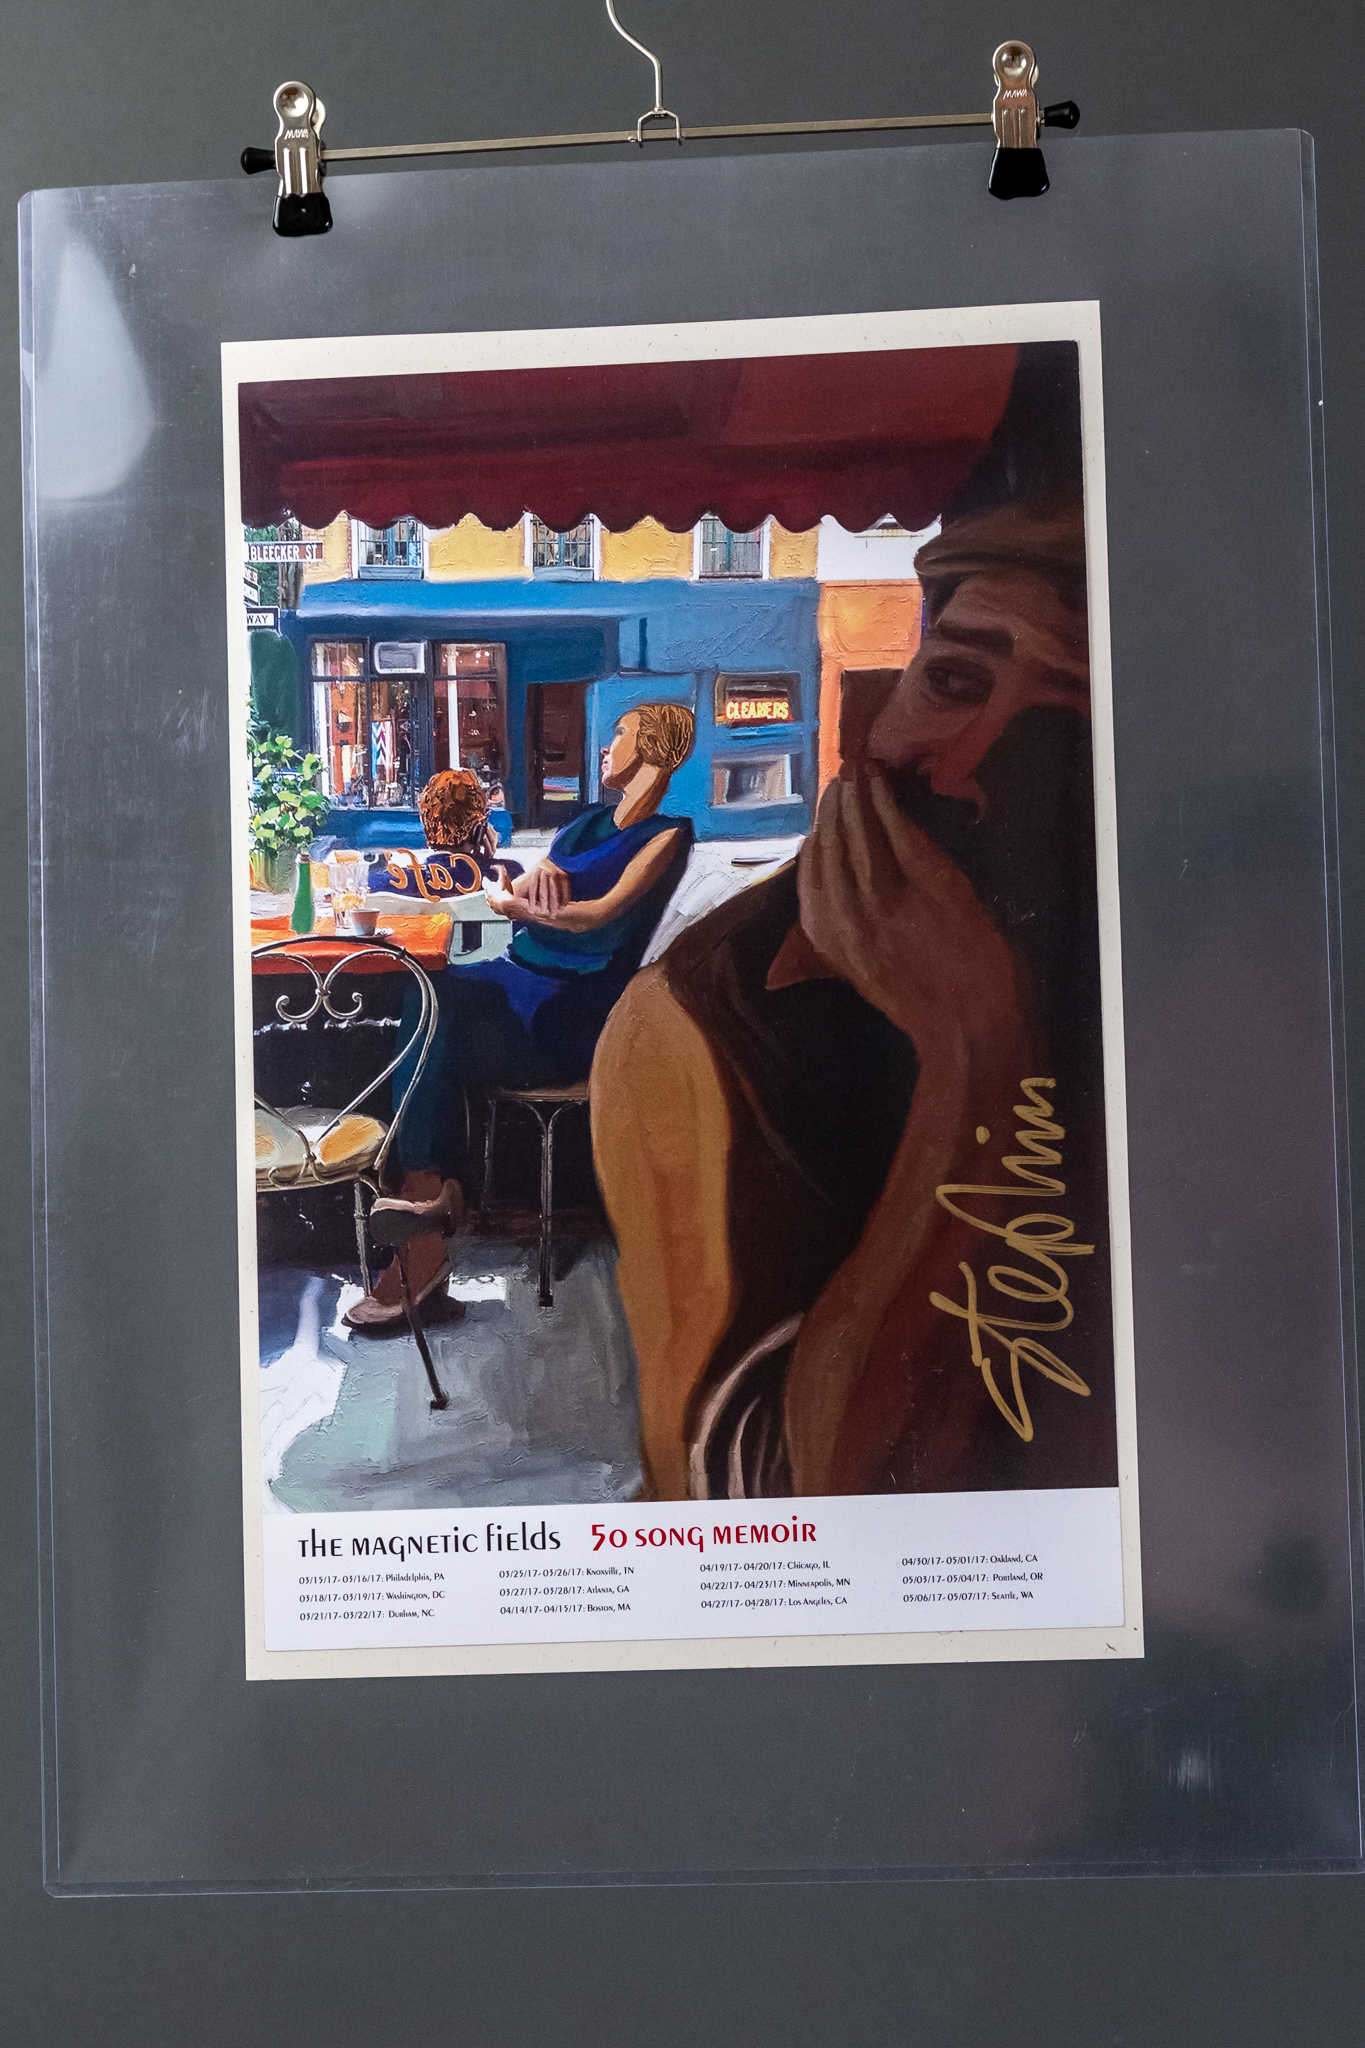 MAWA
MAWA
BLEECKER ST
WAY
CLEANERS
Café
Stephin
THE MAGNETIC FIELDS 50 SONG MEMOIR
03/15/17-03/16/17: Philadelphia, PA
03/18/17-03/19/17: Washington, DC
03/21/17-03/22/17: Durham, NC
03/25/17-03/26/17: Knoxville, TN
03/27/17-03/28/17: Atlanta, GA
04/14/17-04/15/17: Boston, MA
04/19/17-04/20/17: Chicago, IL
04/22/17-04/23/17: Minneapolis, MN
04/27/17-04/28/17: Los Angeles, CA
04/30/17-05/01/17: Oakland, CA
05/03/17-05/04/17: Portland, OR
05/06/17-05/07/17: Seattle, WA